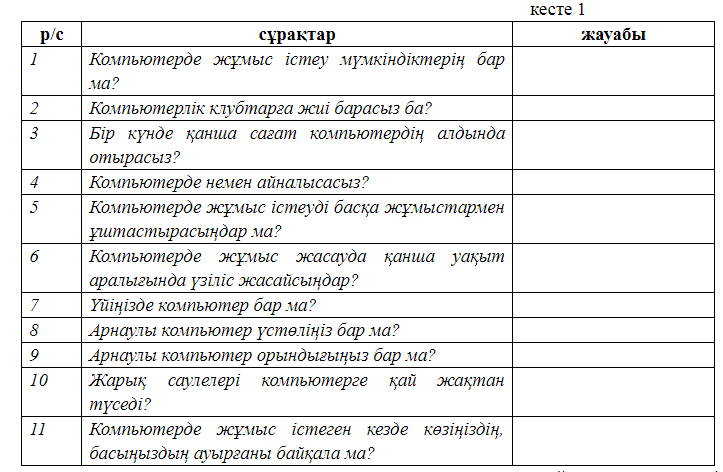 кесте 1
р/с сұрақтар жауабы
1 Компьютерде жұмыс істеу мүмкіндіктерің бар
ма?
2 Компьютерлік клубтарға жиі барасыз ба?
3 Бір күнде қанша сағат компьютердің алдында
отырасыз?
4 Компьютерде немен айналысасыз?
5 Компьютерде жұмыс істеуді басқа жұмыстармен
ұштастырасыңдар ма?
6 Компьютерде жұмыс жасауда қанша уақыт
аралығында үзіліс жасайсыңдар?
7 Үйіңізде компьютер бар ма?
8 Арнаулы компьютер үстөліңіз бар ма?
9 Арнаулы компьютер орындығыңыз бар ма?
10 Жарық саулелері компьютерге қай жақтан
түседі?
11 Компьютерде жұмыс істеген кезде көзіңіздің,
басыңыздың ауырғаны байқала ма?